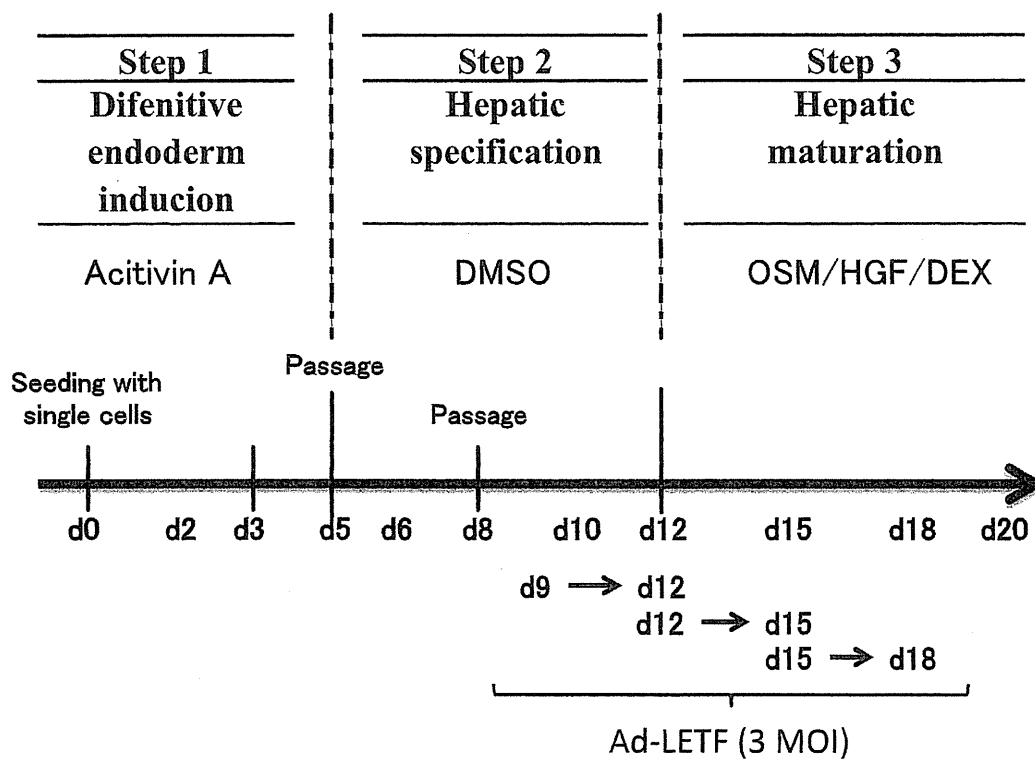 Step 1
Difenitive
endoderm
inducion
Acitivin A
Step 2
Hepatic
specification
DMSO
Step 3
Hepatic
maturation
OSM/HGF/DEX
Seeding with
single cells
Passage
Passage
d0 d2 d3 d5 d6 d8 d10 d12 d15 d18 d20
d9 → d12
d12 → d15
d15 → d18
Ad-LETF (3 MOI)